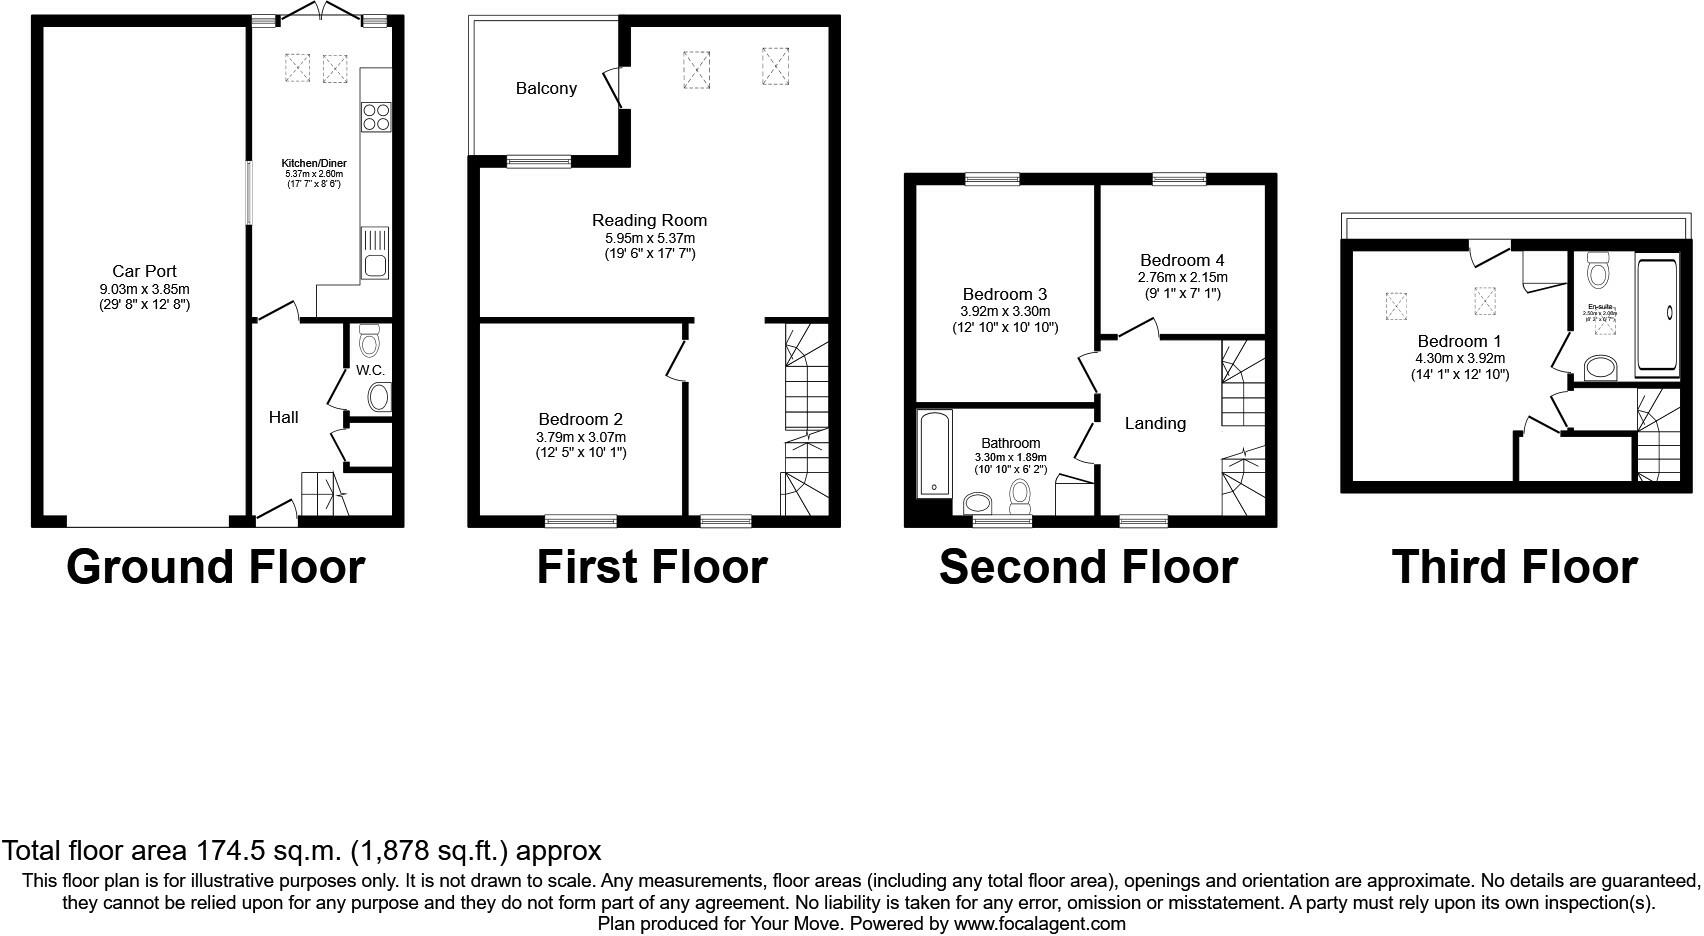 Car Port
9.03m x 3.85m
(29' 8" x 12' 8")
Kitchen/Diner
5.37m x 2.60m
(17' 7" x 8' 6")
W.C.
Hall
Ground Floor
Balcony
Reading Room
5.95m x 5.37m
(19' 6" x 17' 7")
Bedroom 2
3.79m x 3.07m
(12' 5" x 10' 1")
First Floor
Bedroom 3
3.92m x 3.30m
(12' 10" x 10' 10")
Bedroom 4
2.76m x 2.15m
(9' 1" x 7' 1")
Bathroom
3.30m x 1.89m
(10' 10" x 6' 2")
Landing
Second Floor
Bedroom 1
4.30m x 3.92m
(14' 1" x 12' 10")
En-suite
Third Floor
Total floor area 174.5 sq.m. (1,878 sq.ft.) approx
This floor plan is for illustrative purposes only. It is not drawn to scale. Any measurements, floor areas (including any total floor area), openings and orientation are approximate. No details are guaranteed,
they cannot be relied upon for any purpose and they do not form part of any agreement. No liability is taken for any error, omission or misstatement. A party must rely upon its own inspection(s).
Plan produced for Your Move. Powered by www.focalagent.com